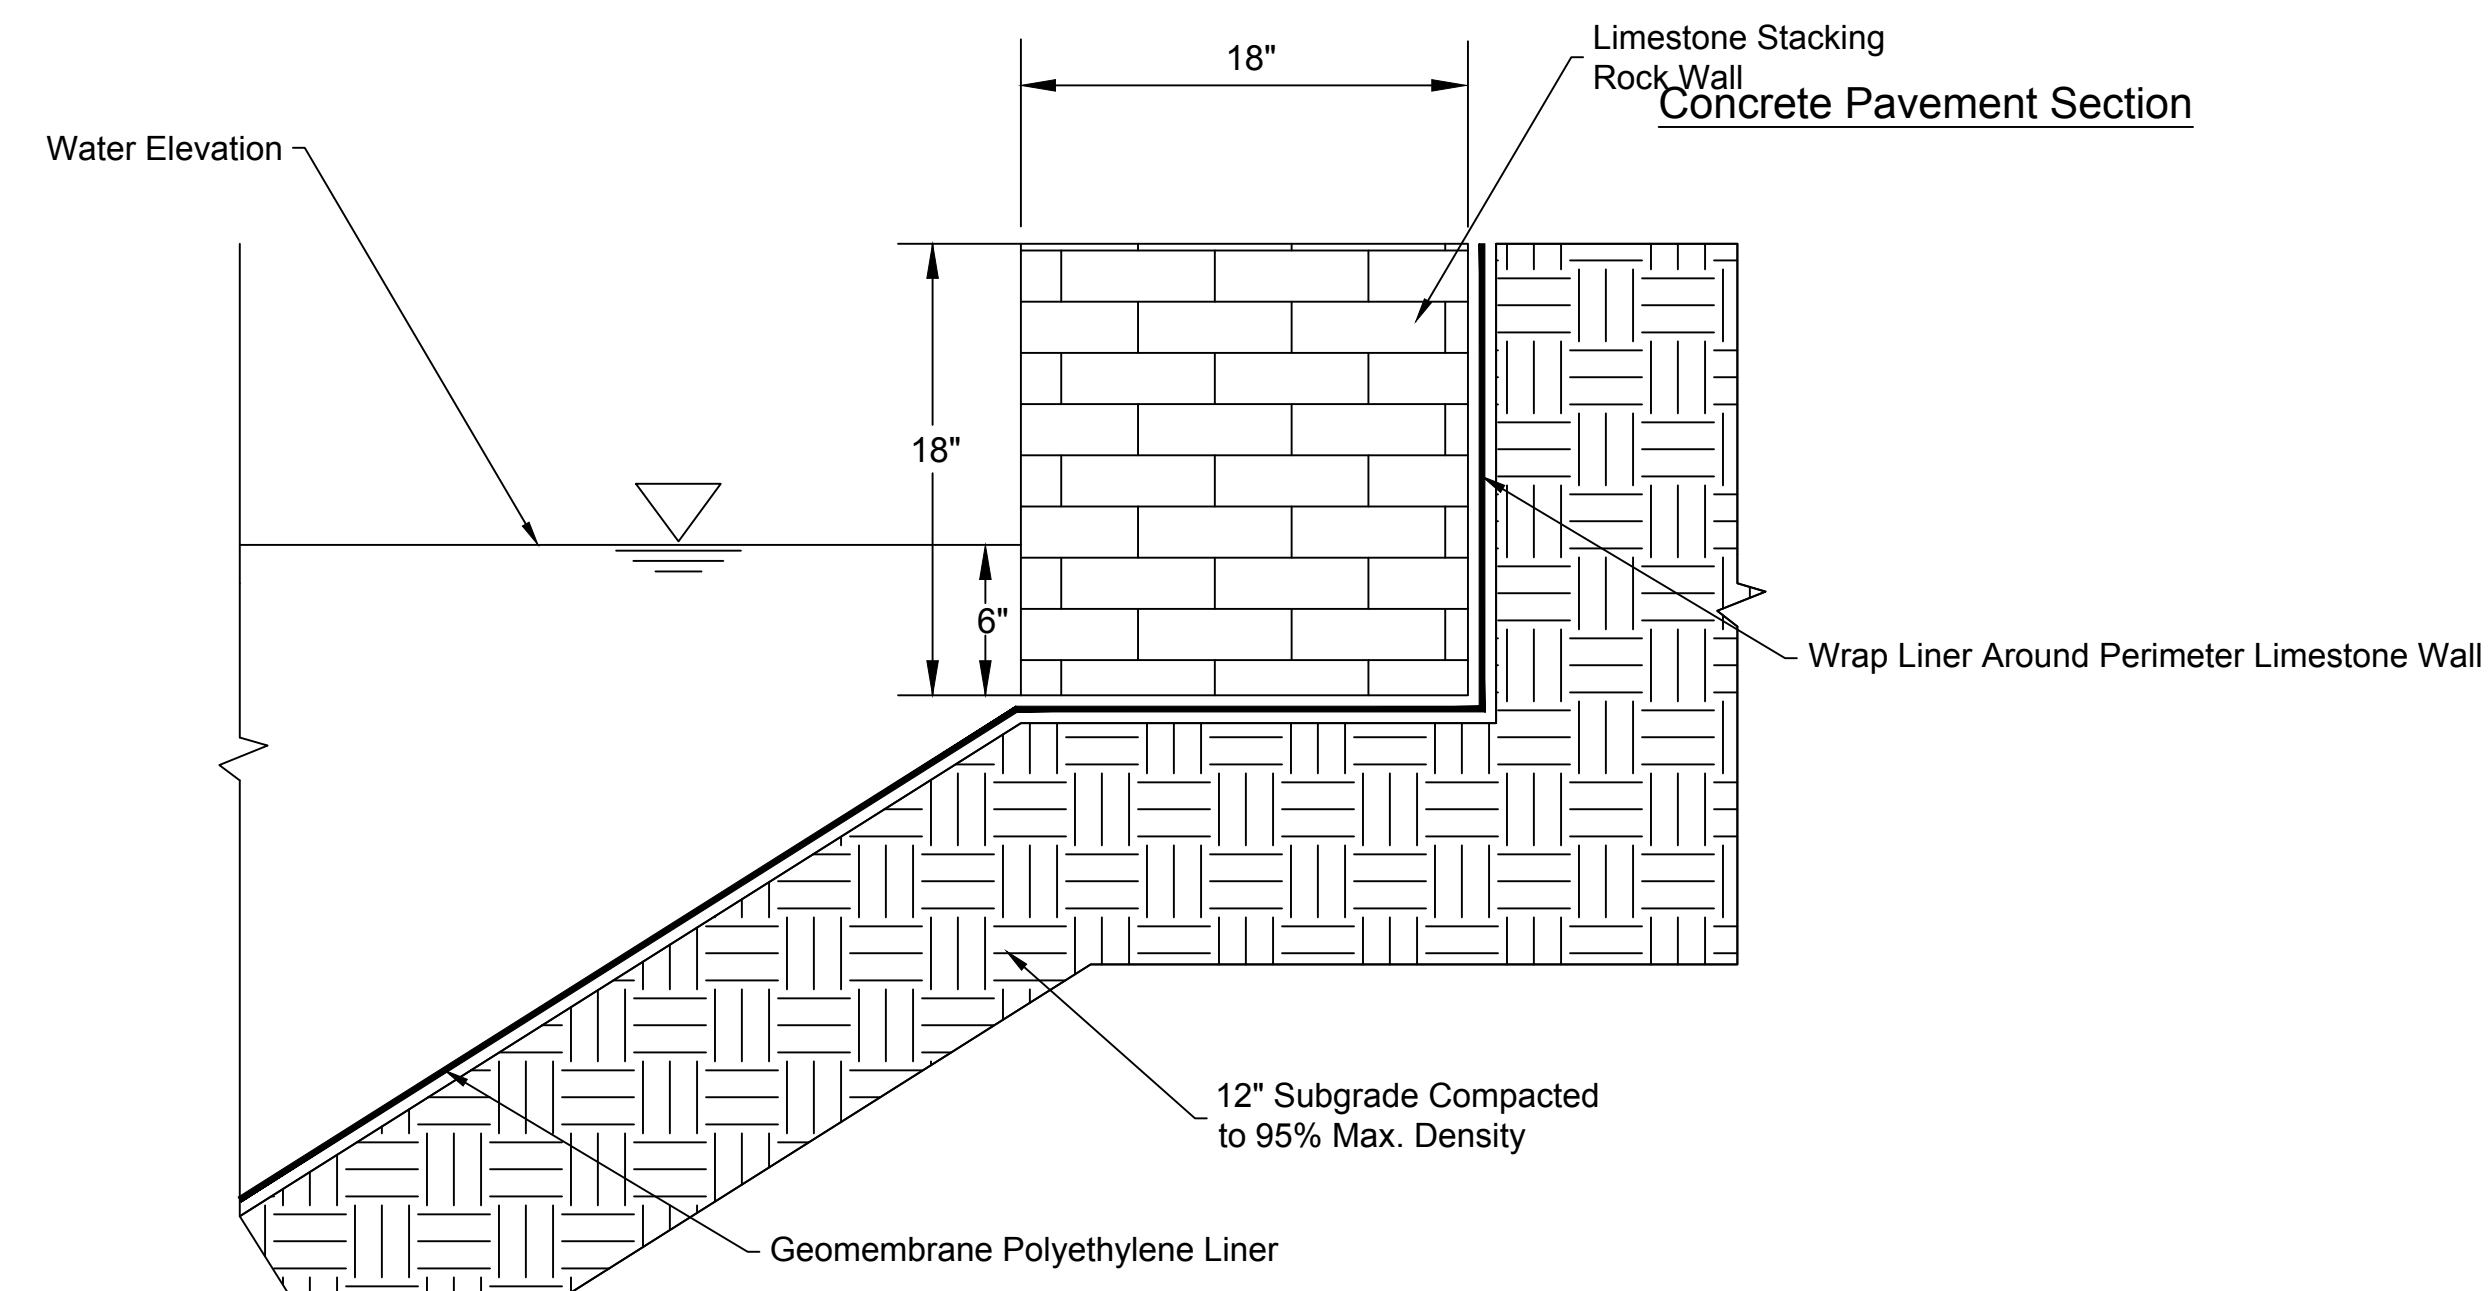 18"
Limestone Stacking
Rock Wall
Concrete Pavement Section
Water Elevation
18"
6"
Wrap Liner Around Perimeter Limestone Wall
12" Subgrade Compacted
to 95% Max. Density
Geomembrane Polyethylene Liner